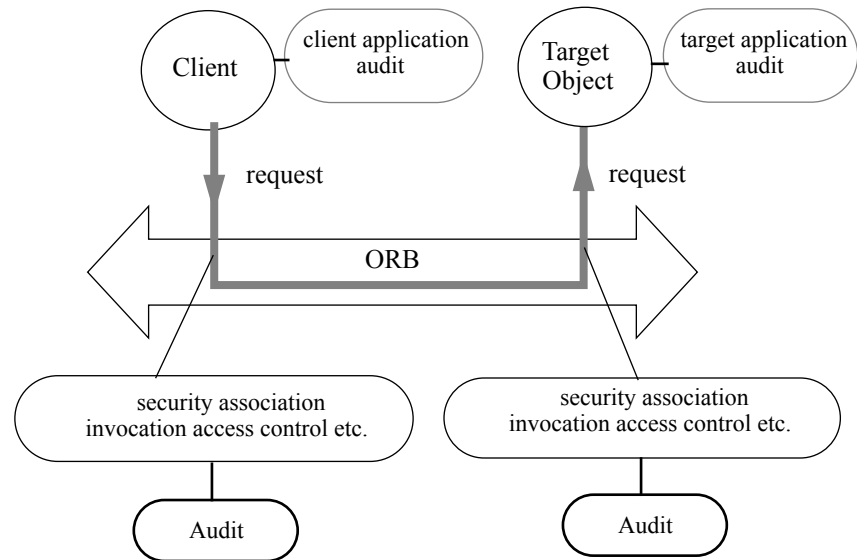 Client
client application
audit
Target
Object
target application
audit
request
request
ORB
security association
invocation access control etc.
security association
invocation access control etc.
Audit
Audit